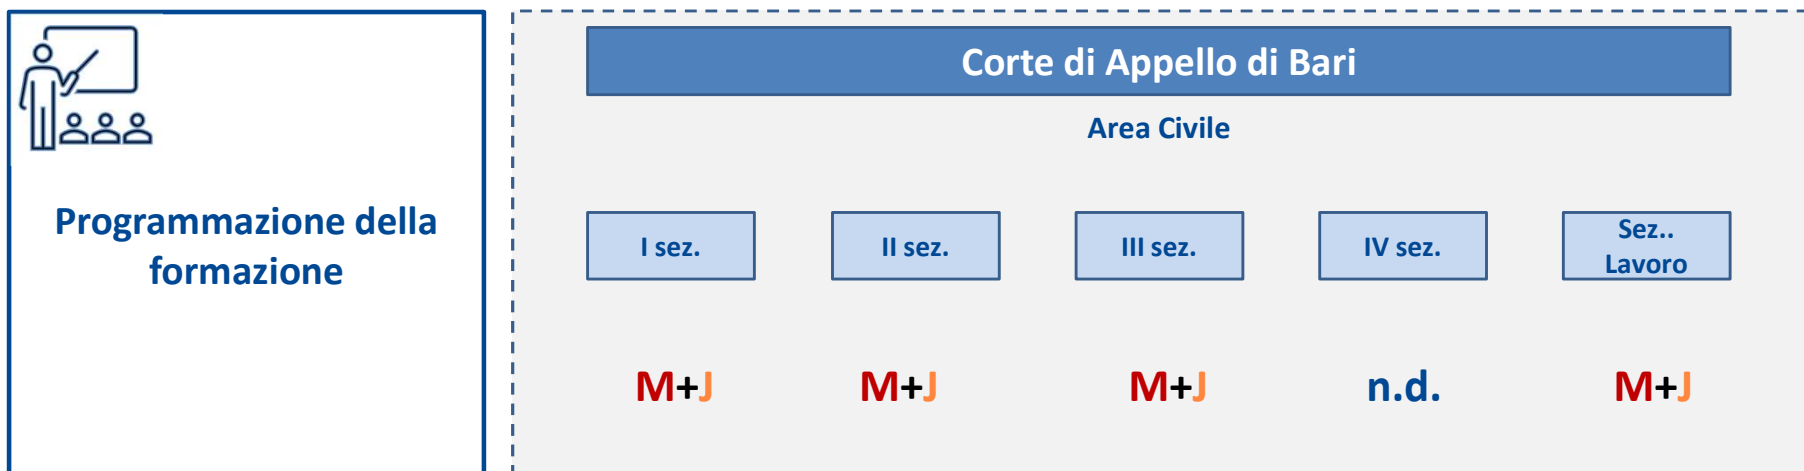 Programmazione della
formazione
Corte di Appello di Bari
Area Civile
I sez.
II sez.
III sez.
IV sez.
Sez..
Lavoro
M+J
M+J
M+J
n.d.
M+J